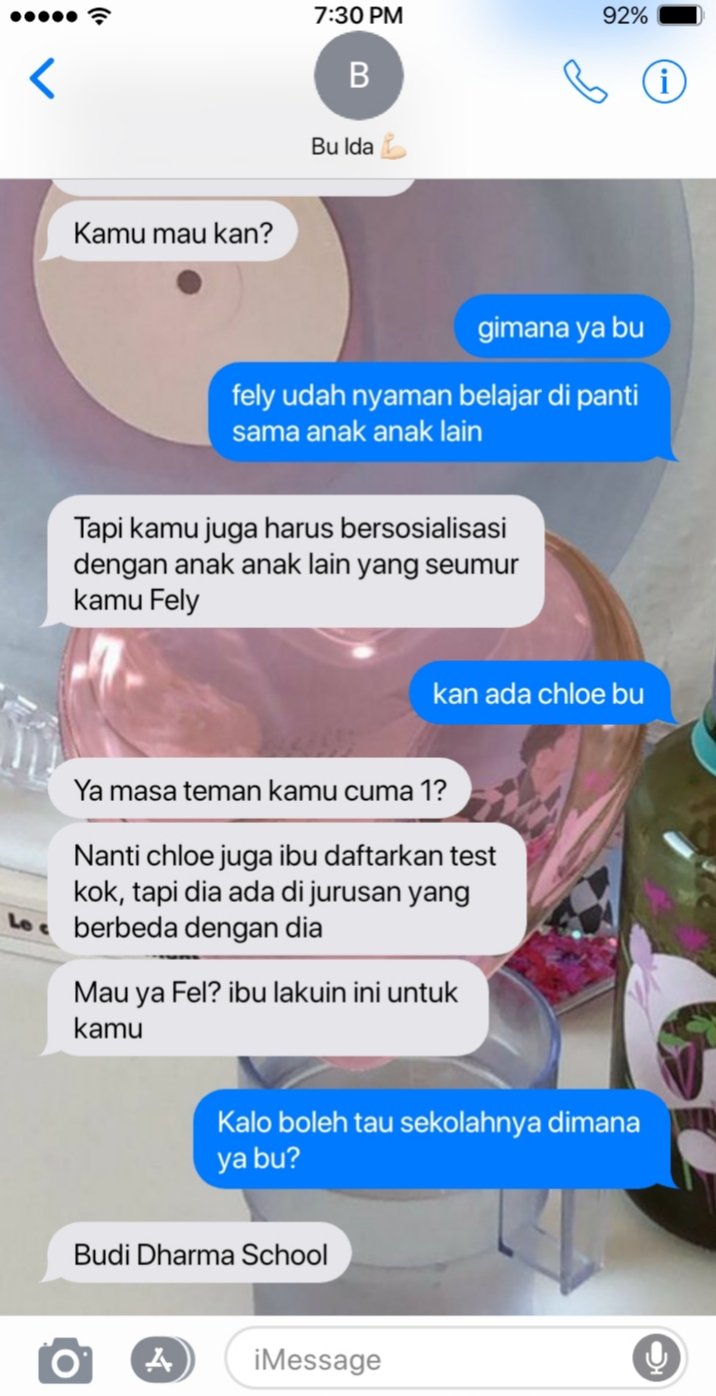 7:30 PM
92%
B
Bu Ida 💪🏻
Kamu mau kan?
gimana ya bu
fely udah nyaman belajar di panti
sama anak anak lain
Tapi kamu juga harus bersosialisasi
dengan anak anak lain yang seumur
kamu Fely
kan ada chloe bu
Ya masa teman kamu cuma 1?
Nanti chloe juga ibu daftarkan test
kok, tapi dia ada di jurusan yang
berbeda dengan dia
Le c
Mau ya Fel? ibu lakuin ini untuk
kamu
Kalo boleh tau sekolahnya dimana
ya bu?
Budi Dharma School
iMessage